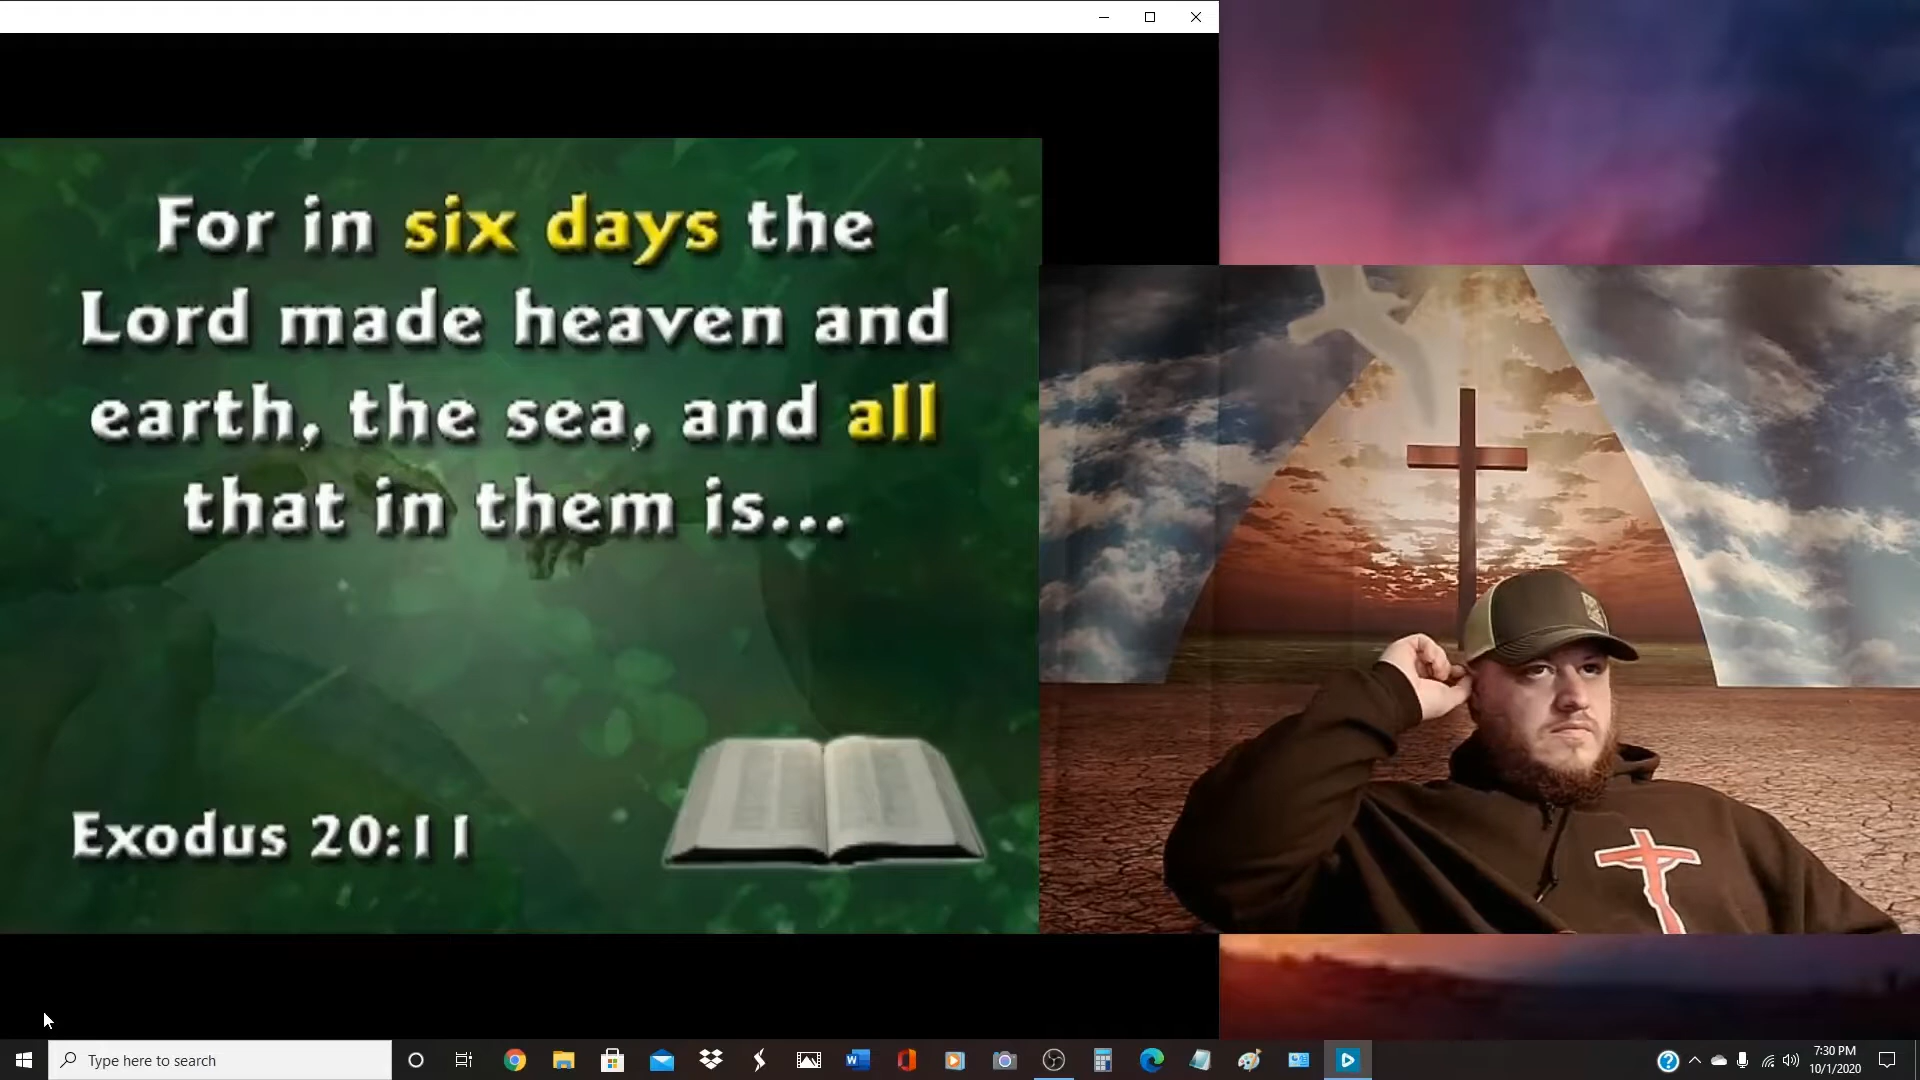 For in six days the
Lord made heaven and
earth, the sea, and all
that in them is...
Exodus 20:11
Type here to search
7:30 PM
10/1/2020